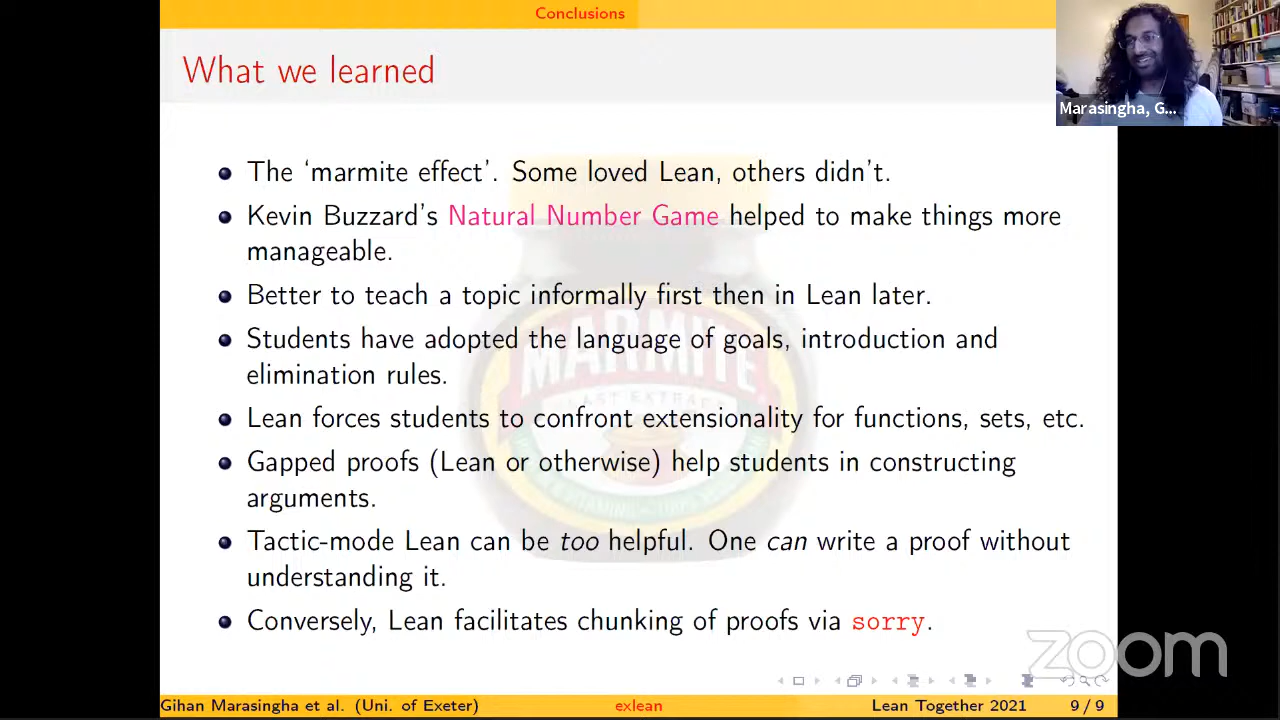 Conclusions
What we learned
Marasingha, G...
The ‘marmite effect’. Some loved Lean, others didn’t.
Kevin Buzzard’s Natural Number Game helped to make things more
manageable.
Better to teach a topic informally first then in Lean later.
Students have adopted the language of goals, introduction and
elimination rules.
Lean forces students to confront extensionality for functions, sets, etc.
Gapped proofs (Lean or otherwise) help students in constructing
arguments.
Tactic-mode Lean can be too helpful. One can write a proof without
understanding it.
Conversely, Lean facilitates chunking of proofs via sorry.
MARMITE
zoom
Gihan Marasingha et al. (Uni. of Exeter) exlean Lean Together 2021 9 / 9